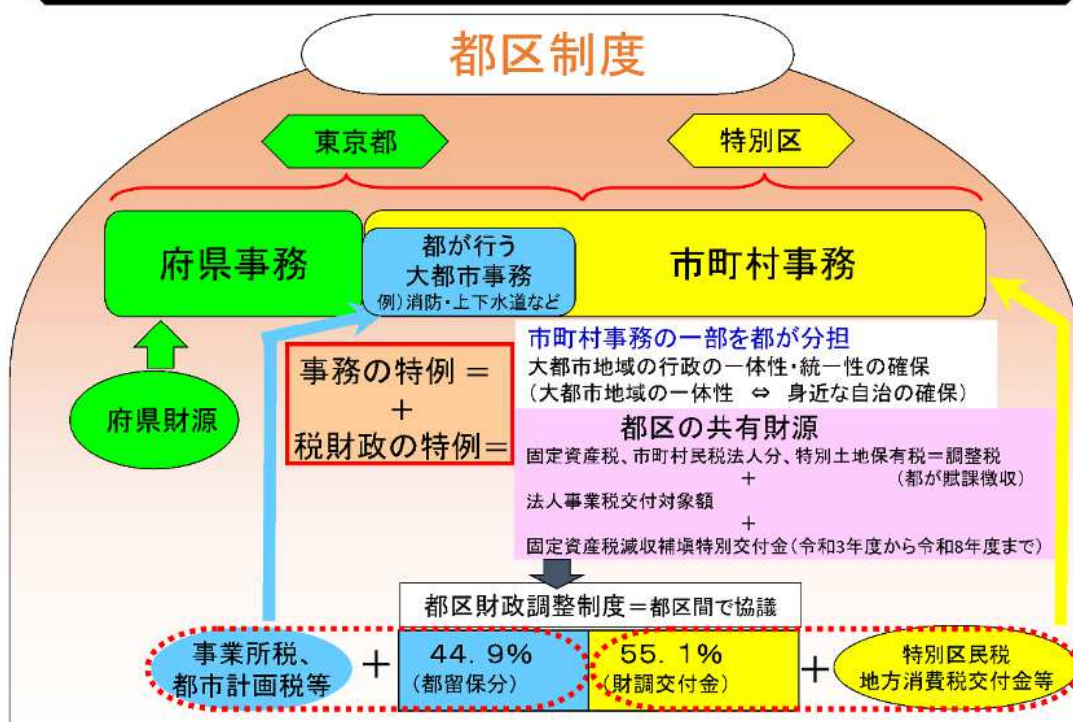 都区制度
東京都
特別区
府県事務
都が行う
大都市事務
例)消防・上下水道など
市町村事務
府県財源
事務の特例＝
＋
税財政の特例＝
市町村事務の一部を都が分担
大都市地域の行政の一体性・統一性の確保
(大都市地域の一体性 ⇔ 身近な自治の確保)
都区の共有財源
固定資産税、市町村民税法人分、特別土地保有税＝調整税
＋ (都が賦課徴収)
法人事業税交付対象額
＋
固定資産税減収補塡特別交付金(令和3年度から令和8年度まで)
都区財政調整制度＝都区間で協議
事業所税、
都市計画税等
＋
44.9%
(都留保分)
55.1%
(財調交付金)
＋
特別区民税
地方消費税交付金等